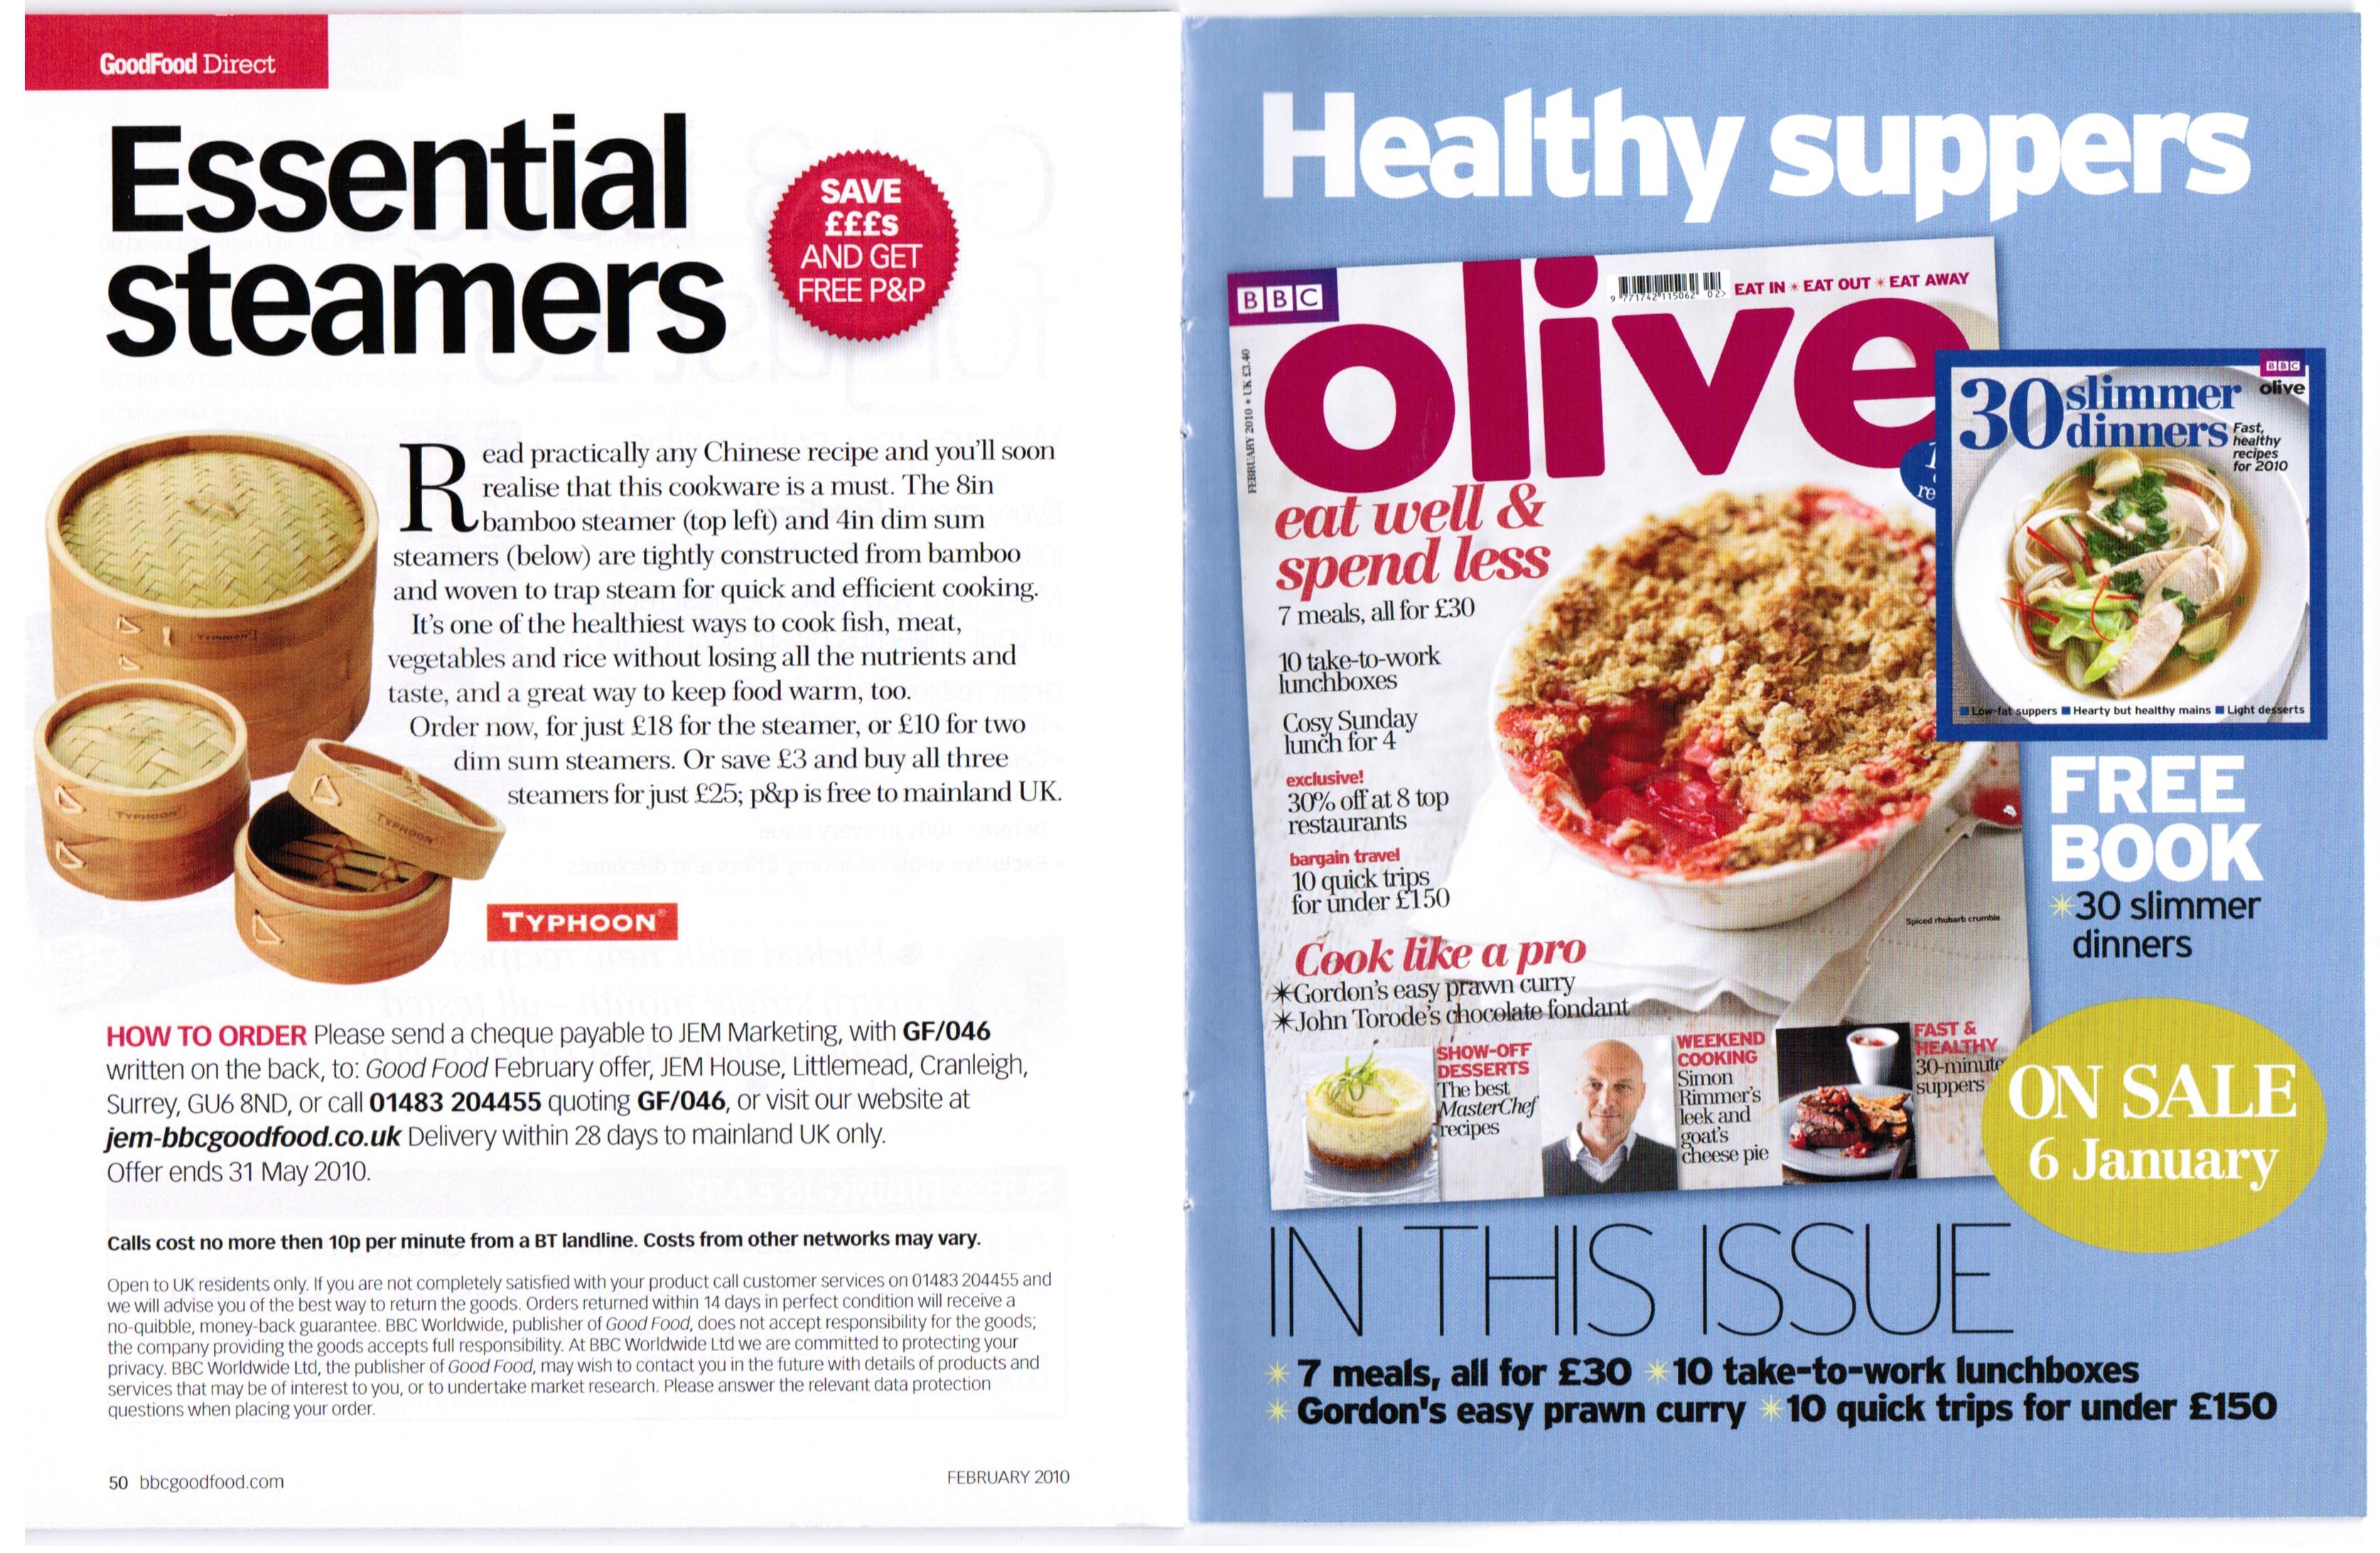 GoodFood Direct
Essential
steamers
SAVE
£££s
AND GET
FREE P&P
Read practically any Chinese recipe and you'll soon
realise that this cookware is a must. The 8in
bamboo steamer (top left) and 4in dim sum
steamers (below) are tightly constructed from bamboo
and woven to trap steam for quick and efficient cooking.
It's one of the healthiest ways to cook fish, meat,
vegetables and rice without losing all the nutrients and
taste, and a great way to keep food warm, too.
Order now, for just £18 for the steamer, or £10 for two
dim sum steamers. Or save £3 and buy all three
steamers for just £25; p&p is free to mainland UK.
TYPHOON
TYPHOON
TYPHOON
TYPHOON®
HOW TO ORDER Please send a cheque payable to JEM Marketing, with GF/046
written on the back, to: Good Food February offer, JEM House, Littlemead, Cranleigh,
Surrey, GU6 8ND, or call 01483 204455 quoting GF/046, or visit our website at
jem-bbcgoodfood.co.uk Delivery within 28 days to mainland UK only.
Offer ends 31 May 2010.
Calls cost no more then 10p per minute from a BT landline. Costs from other networks may vary.
Open to UK residents only. If you are not completely satisfied with your product call customer services on 01483 204455 and
we will advise you of the best way to return the goods. Orders returned within 14 days in perfect condition will receive a
no-quibble, money-back guarantee. BBC Worldwide, publisher of Good Food, does not accept responsibility for the goods;
the company providing the goods accepts full responsibility. At BBC Worldwide Ltd we are committed to protecting your
privacy. BBC Worldwide Ltd, the publisher of Good Food, may wish to contact you in the future with details of products and
services that may be of interest to you, or to undertake market research. Please answer the relevant data protection
questions when placing your order.
50 bbcgoodfood.com
FEBRUARY 2010
Healthy suppers
BBC
9 771742 115062 02>
EAT IN * EAT OUT * EAT AWAY
olive
FEBRUARY 2010 * UK £3.40
eat well &
spend less
7 meals, all for £30
10 take-to-work
lunchboxes
Cosy Sunday
lunch for 4
exclusive!
30% off at 8 top
restaurants
bargain travel
10 quick trips
for under £150
Spiced rhubarb crumble
Cook like a pro
*Gordon's easy prawn curry
*John Torode's chocolate fondant
SHOW-OFF
DESSERTS
The best
MasterChef
recipes
WEEKEND
COOKING
Simon
Rimmer's
leek and
goat's
cheese pie
FAST &
HEALTHY
30-minute
suppers
BBC
olive
30 slimmer
dinners
Fast,
healthy
recipes
for 2010
■ Low-fat suppers ■ Hearty but healthy mains ■ Light desserts
FREE
BOOK
*30 slimmer
dinners
ON SALE
6 January
IN THIS ISSUE
* 7 meals, all for £30 *10 take-to-work lunchboxes
* Gordon's easy prawn curry *10 quick trips for under £150